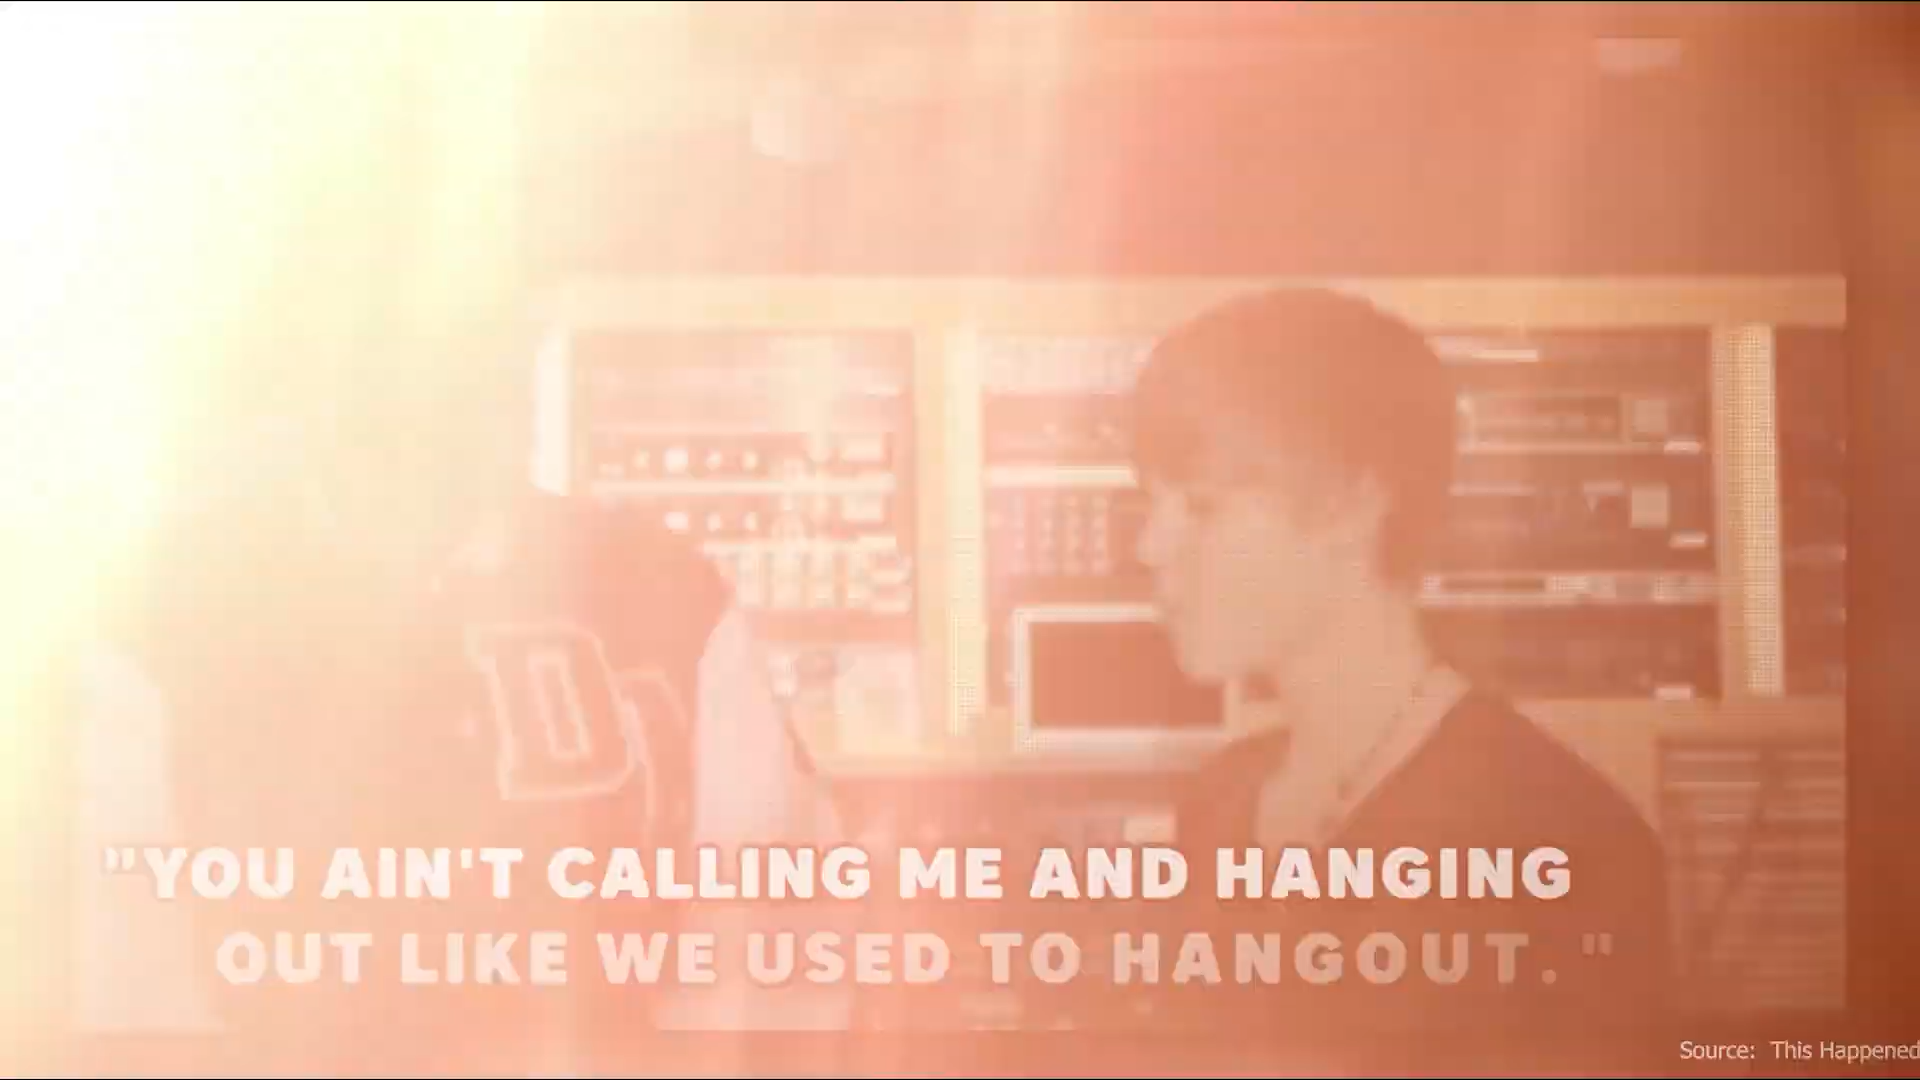 "YOU AIN'T CALLING ME AND HANGING
OUT LIKE WE USED TO HANGOUT."
D
Source: This Happened